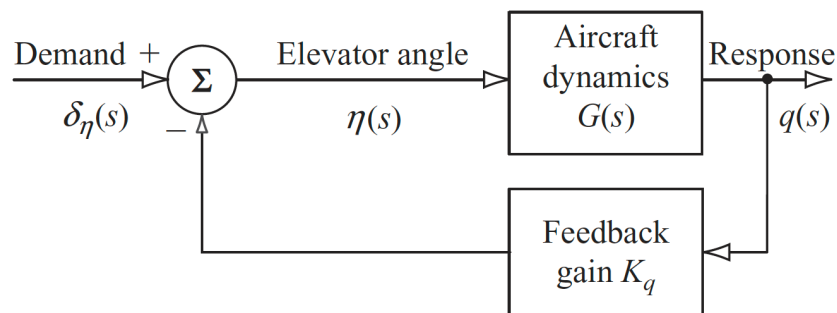 Demand +
δη(s)
−
Σ
Elevator angle
η(s)
Aircraft
dynamics
G(s)
Response
q(s)
Feedback
gain Kq